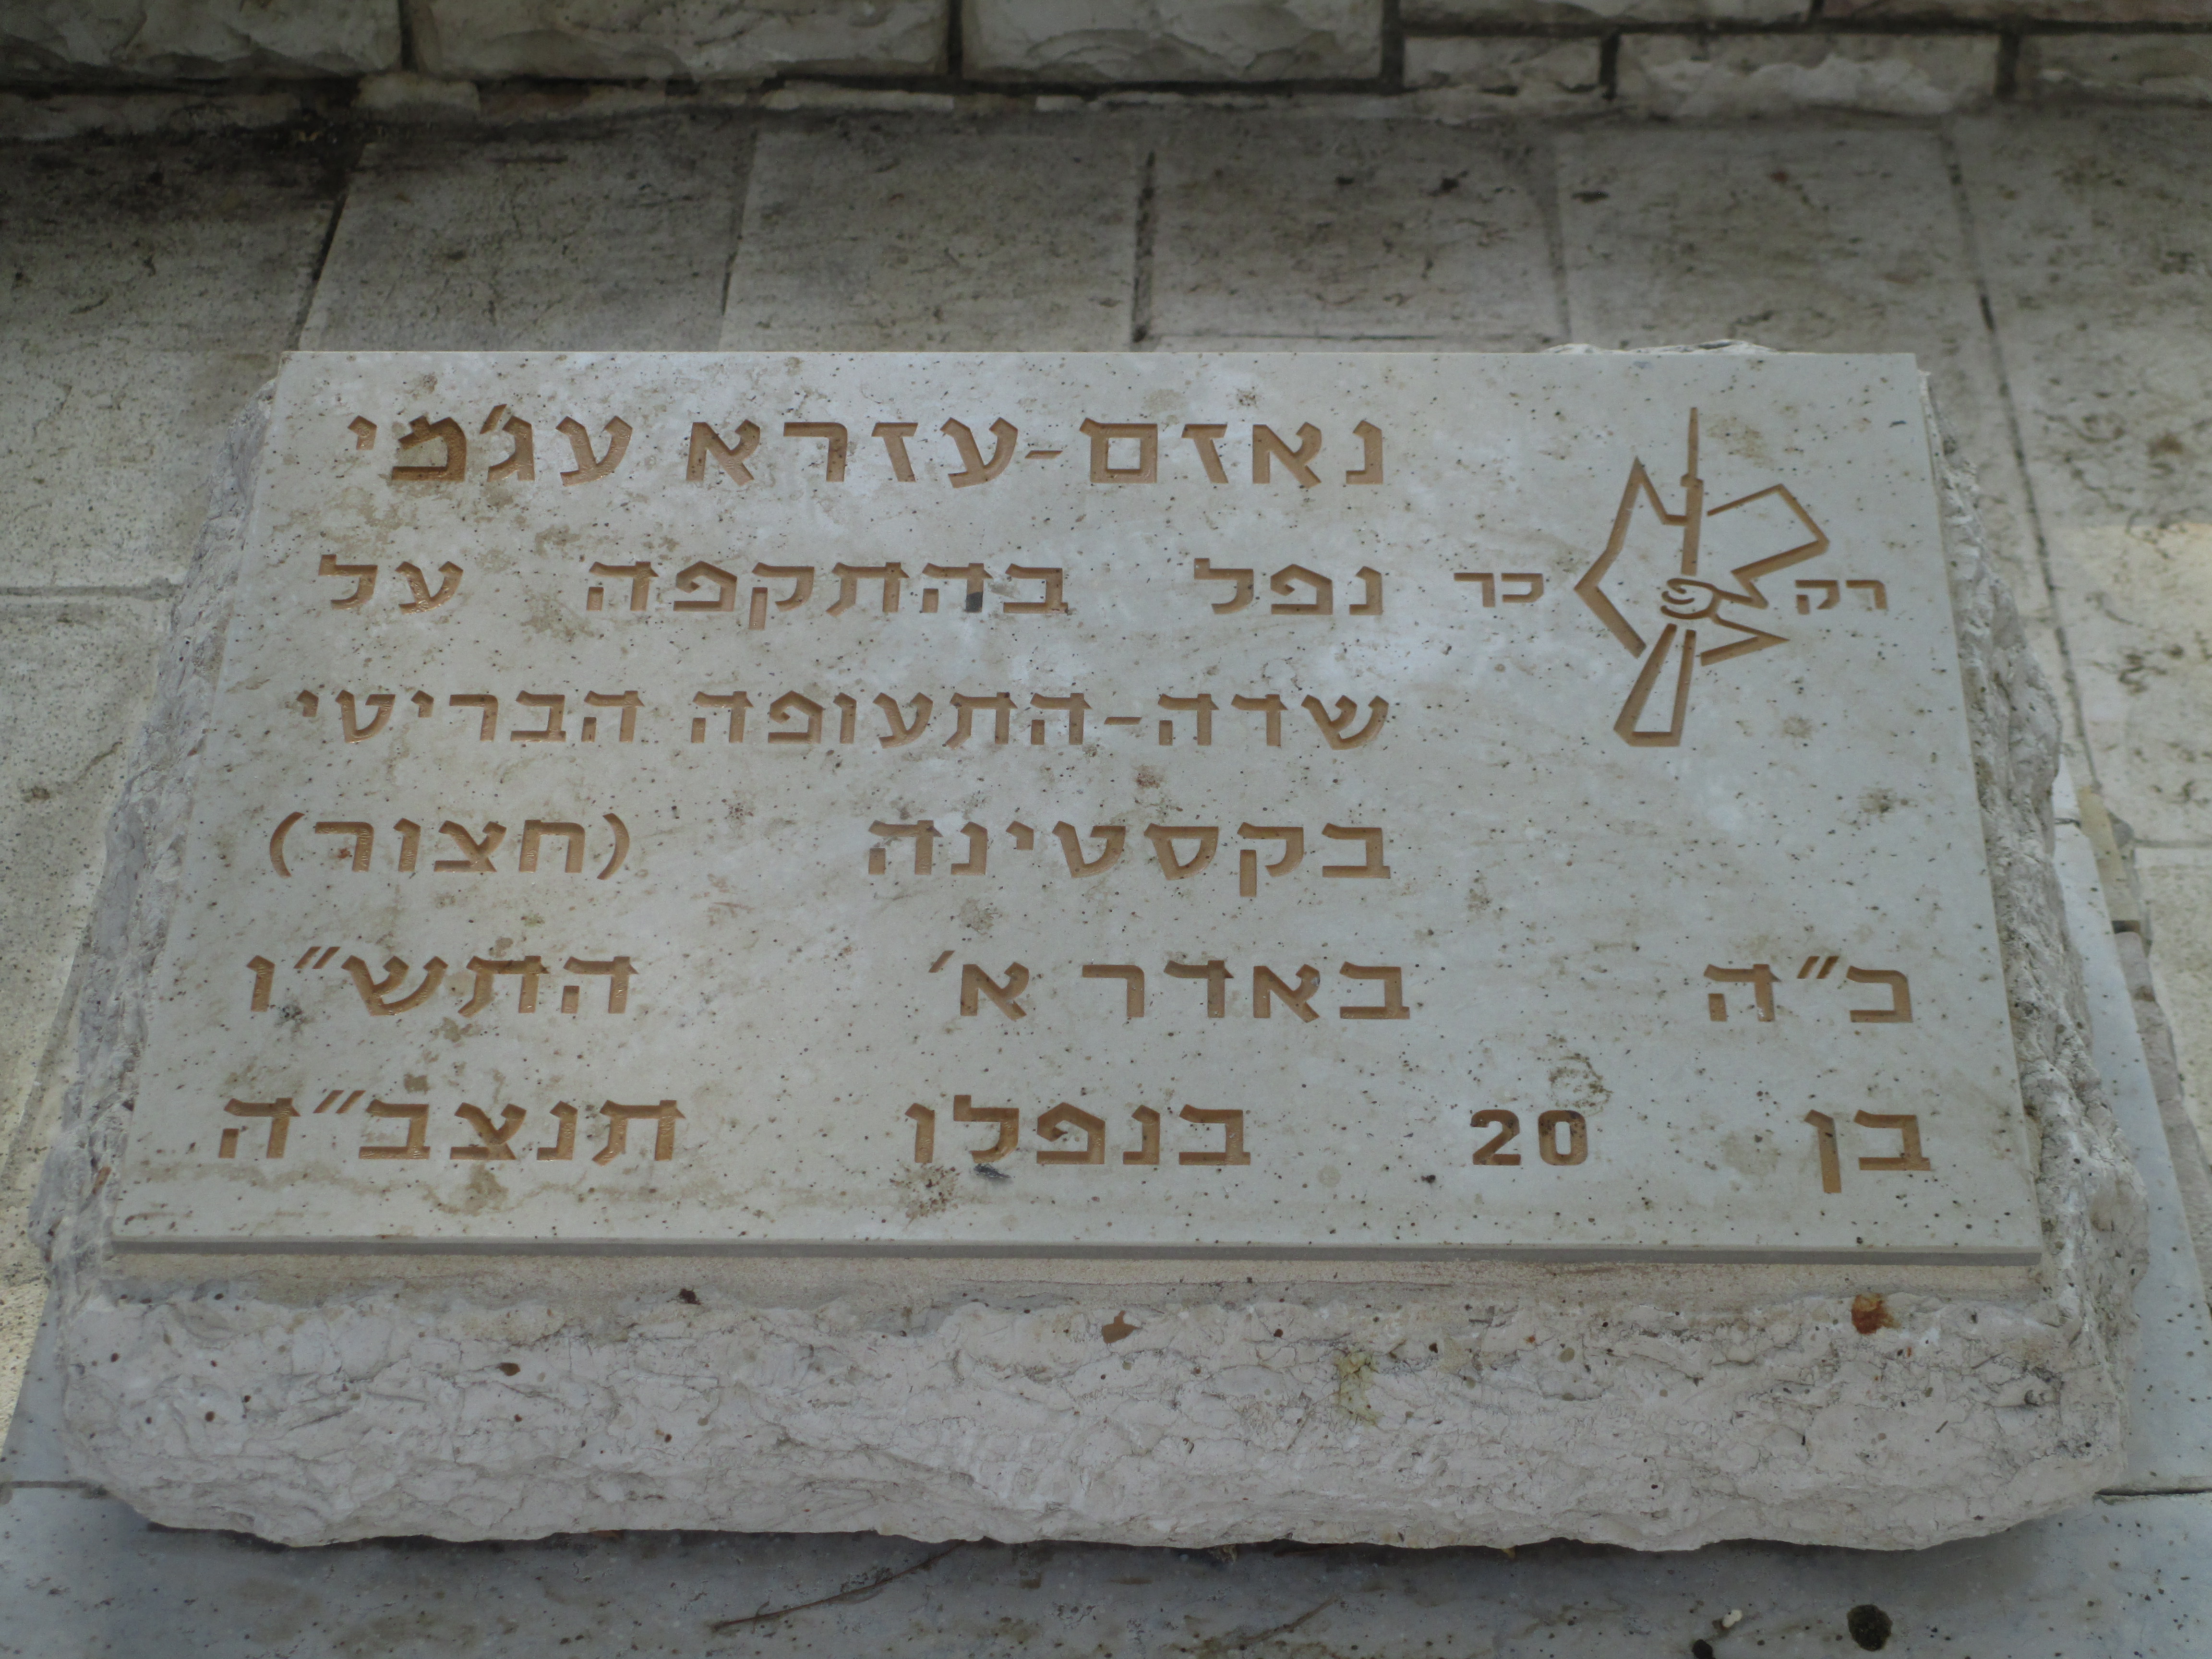 נאזם-עזרא עג'מי
רק כך
נפל בהתקפה על
שדה-התעופה הבריטי
בקסטינה (חצור)
כ"ה באדר א' התש"ו
בן 20 בנפלו תנצב"ה